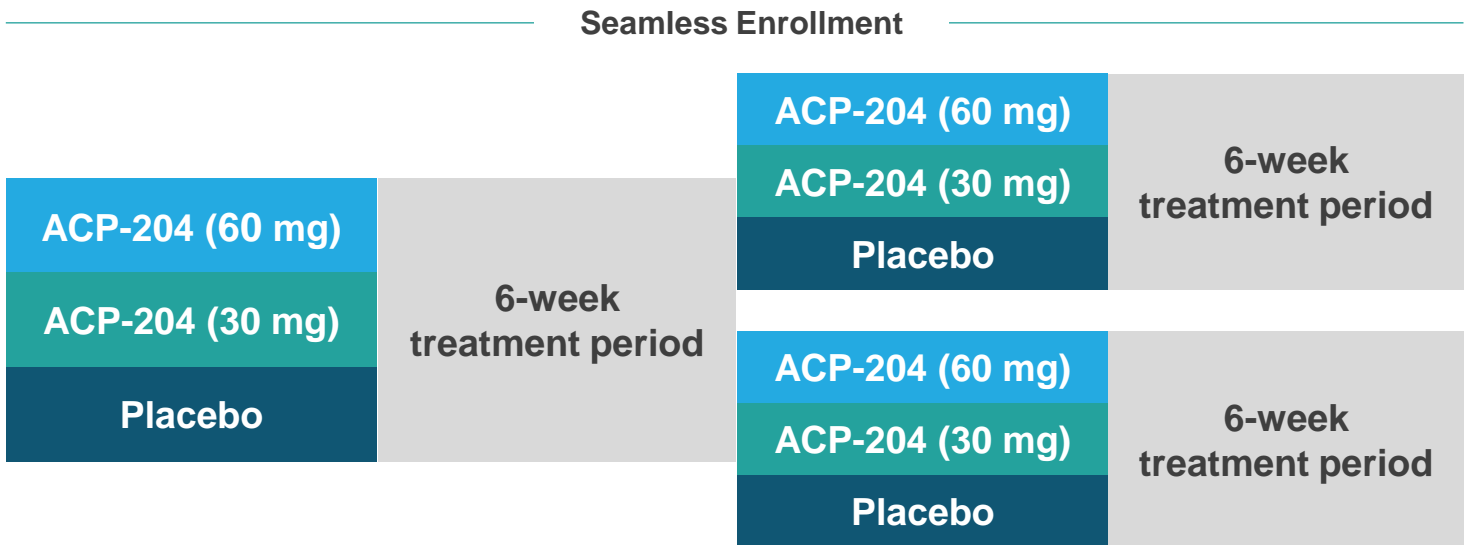 Seamless Enrollment
ACP-204 (60 mg)
ACP-204 (30 mg)
Placebo
6-week
treatment period
ACP-204 (60 mg)
ACP-204 (30 mg)
Placebo
6-week
treatment period
ACP-204 (60 mg)
ACP-204 (30 mg)
Placebo
6-week
treatment period